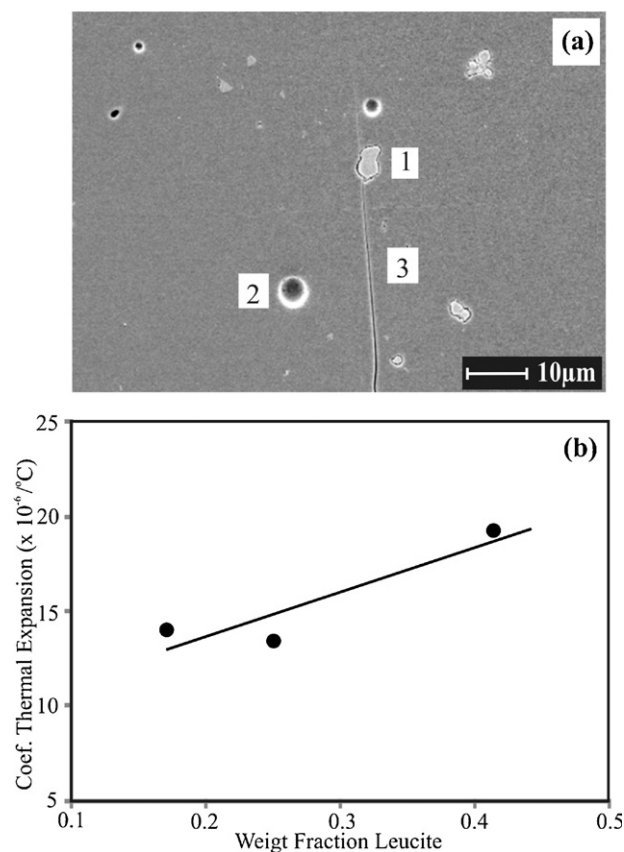 (a)
1
3
2
10µm
(b)
25
20
15
10
5
0.1 0.2 0.3 0.4 0.5
Coef. Thermal Expansion (x 10⁻⁶/ºC)
Weigt Fraction Leucite